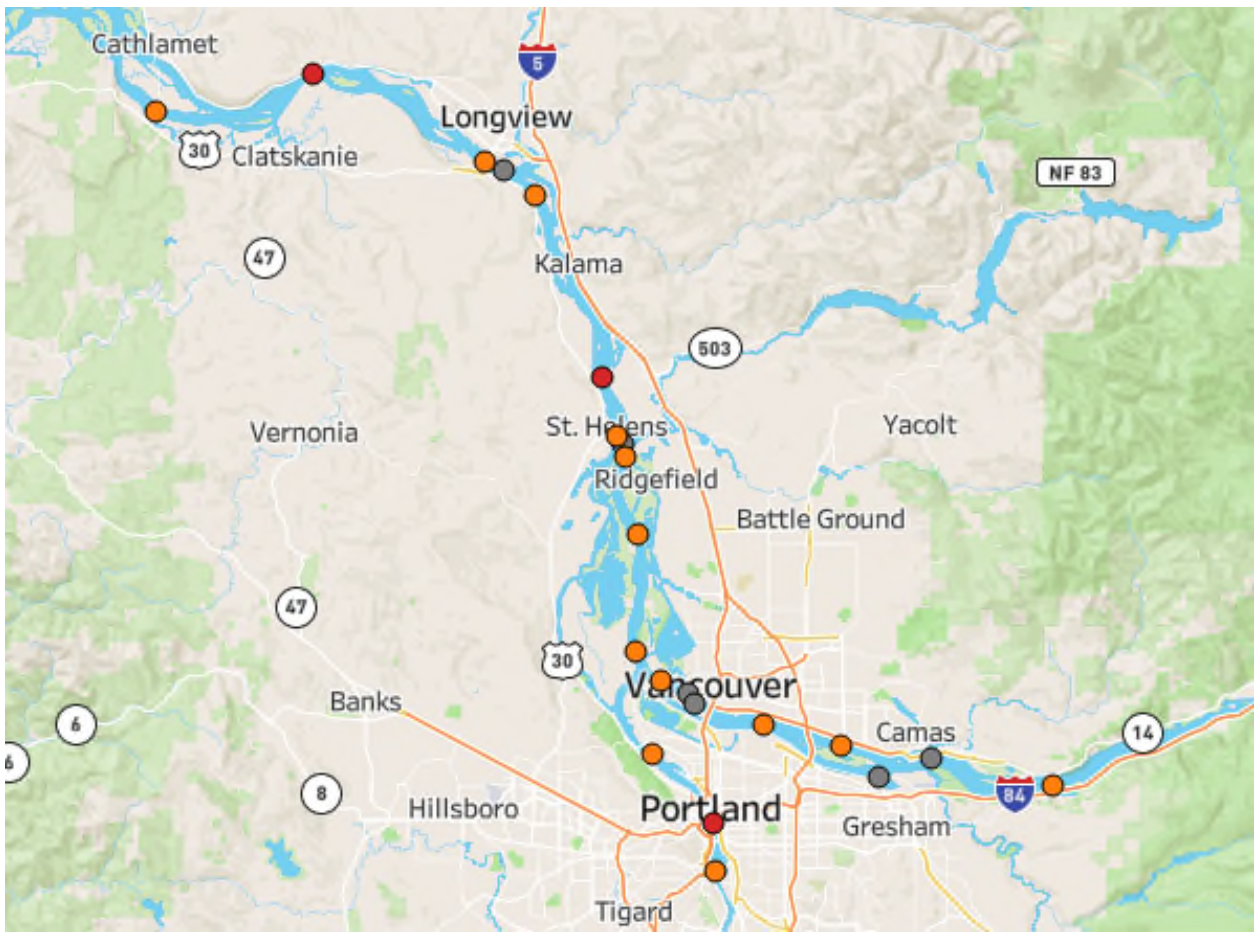 Cathlamet
5
Longview
30
Clatskanie
NF 83
47
Kalama
503
St. Helens
Yacolt
Vernonia
Ridgefield
Battle Ground
47
30
Vancouver
Banks
6
14
Camas
6
8
84
Hillsboro
Portland
Gresham
Tigard